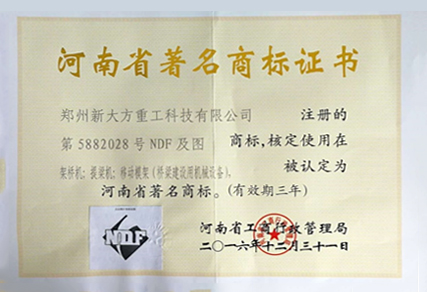 河南省著名商标证书
郑州新大方重工科技有限公司 注册的
第5882028号NDF及图 商标,核定使用在
架桥机;提梁机;移动模架(桥梁建设用机械设备)、 被认定为
河南省著名商标。(有效期三年)
NDF
河南省工商行政管理局
二〇一六年十二月三十一日